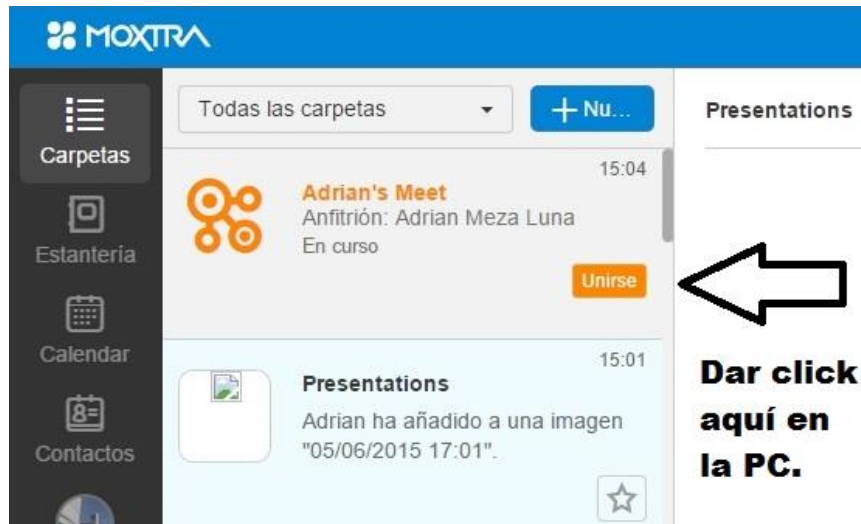 MOXTRA
Carpetas
Estantería
Calendar
Contactos
Todas las carpetas
+ Nu...
15:04
Adrian's Meet
Anfitrión: Adrian Meza Luna
En curso
Unirse
15:01
Presentations
Adrian ha añadido a una imagen
"05/06/2015 17:01".
Presentations
Dar click
aquí en
la PC.